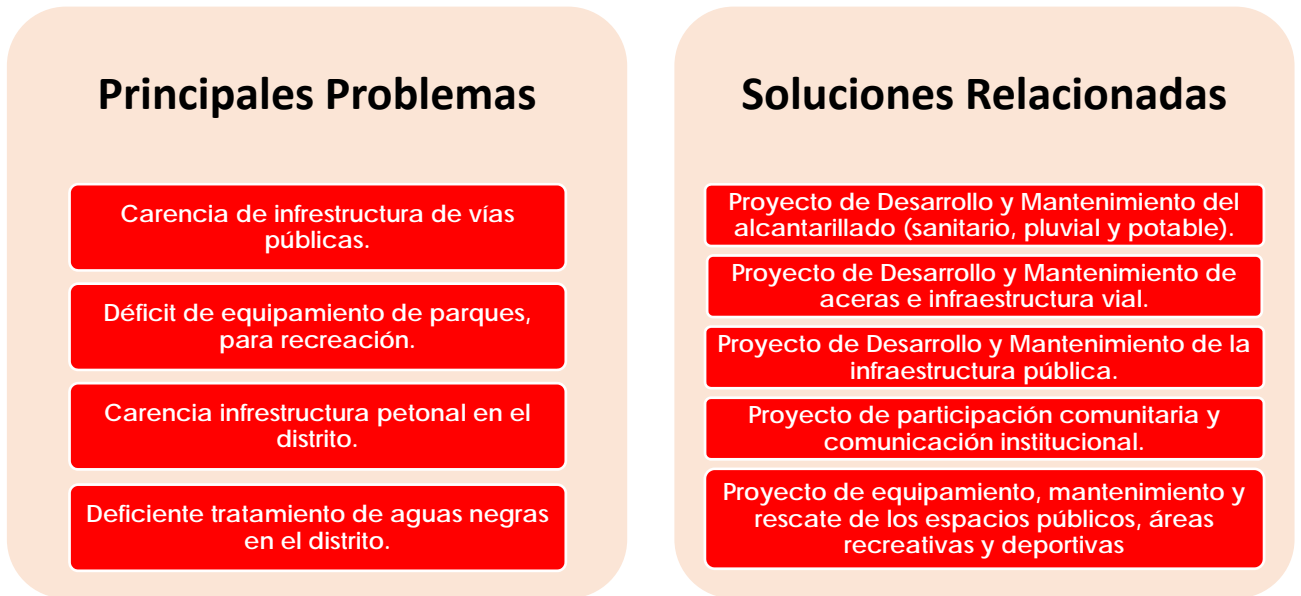 Principales Problemas
Carencia de infrestructura de vías
públicas.
Déficit de equipamiento de parques,
para recreación.
Carencia infrestructura petonal en el
distrito.
Deficiente tratamiento de aguas negras
en el distrito.
Soluciones Relacionadas
Proyecto de Desarrollo y Mantenimiento del
alcantarillado (sanitario, pluvial y potable).
Proyecto de Desarrollo y Mantenimiento de
aceras e infraestructura vial.
Proyecto de Desarrollo y Mantenimiento de la
infraestructura pública.
Proyecto de participación comunitaria y
comunicación institucional.
Proyecto de equipamiento, mantenimiento y
rescate de los espacios públicos, áreas
recreativas y deportivas